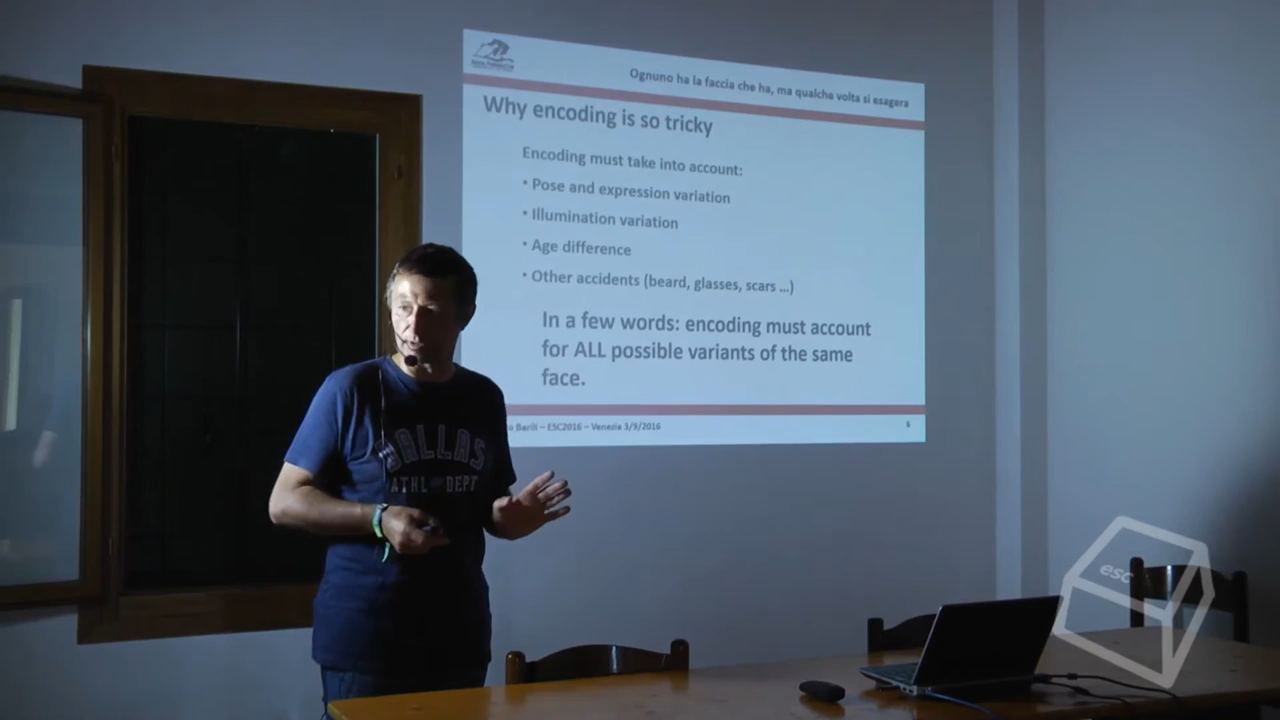 Ognuno ha la faccia che ha, ma qualche volta si esagera
Why encoding is so tricky
Encoding must take into account:
• Pose and expression variation
• Illumination variation
• Age difference
• Other accidents (beard, glasses, scars ...)
In a few words: encoding must account
for ALL possible variants of the same
face.
Barili – ESC2016 – Venezia 3/9/2016
6
DALLAS
ATHL DEPT
esc